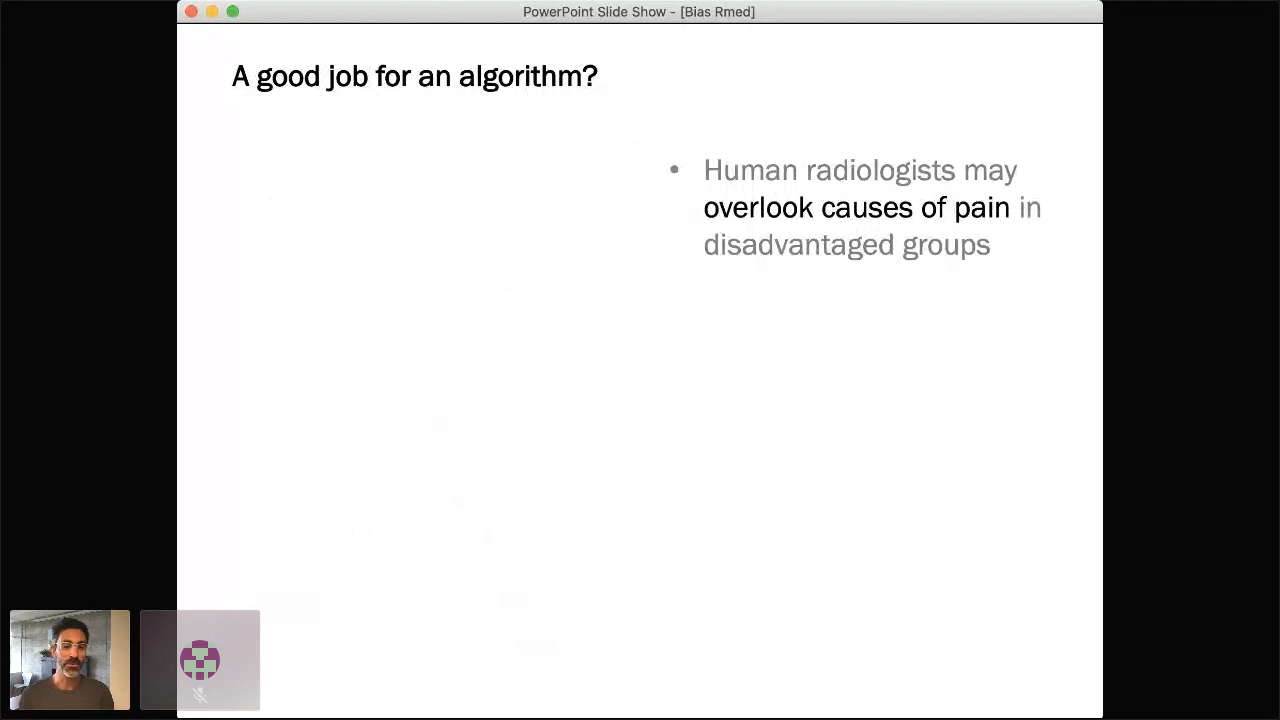 PowerPoint Slide Show - [Bias Rmed]
A good job for an algorithm?
• Human radiologists may
overlook causes of pain in
disadvantaged groups